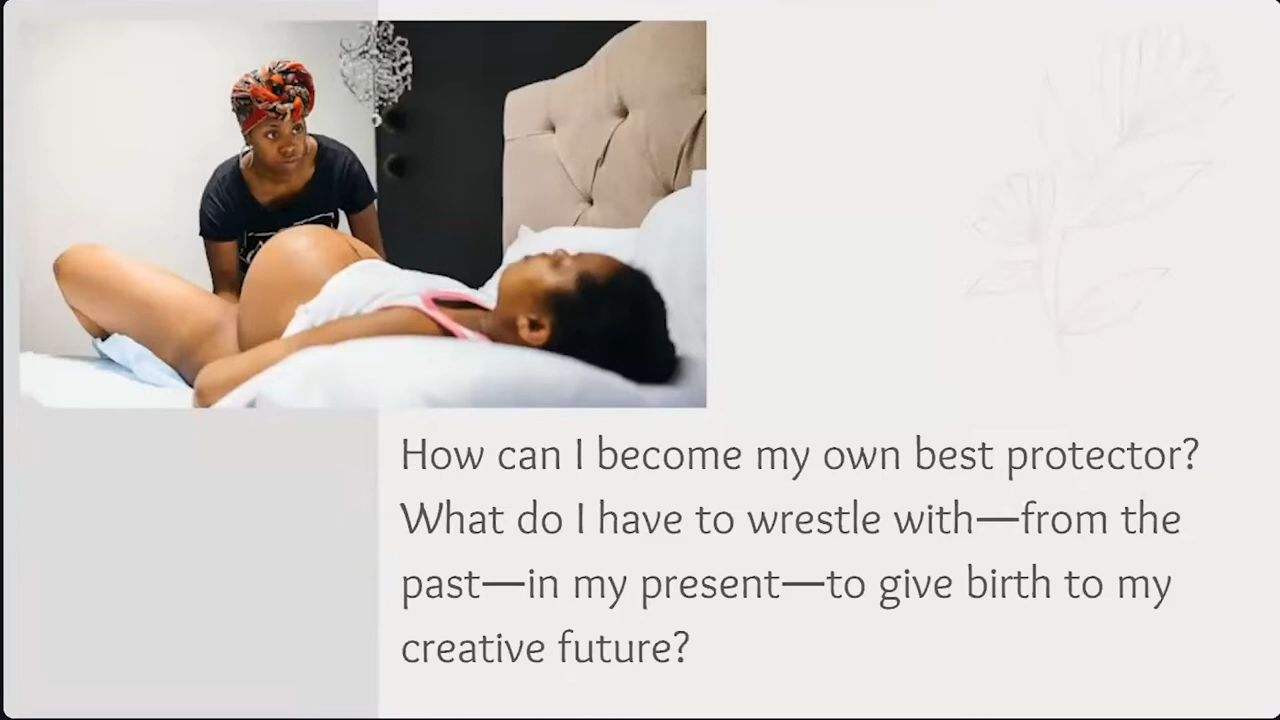 How can I become my own best protector?
What do I have to wrestle with—from the
past—in my present—to give birth to my
creative future?